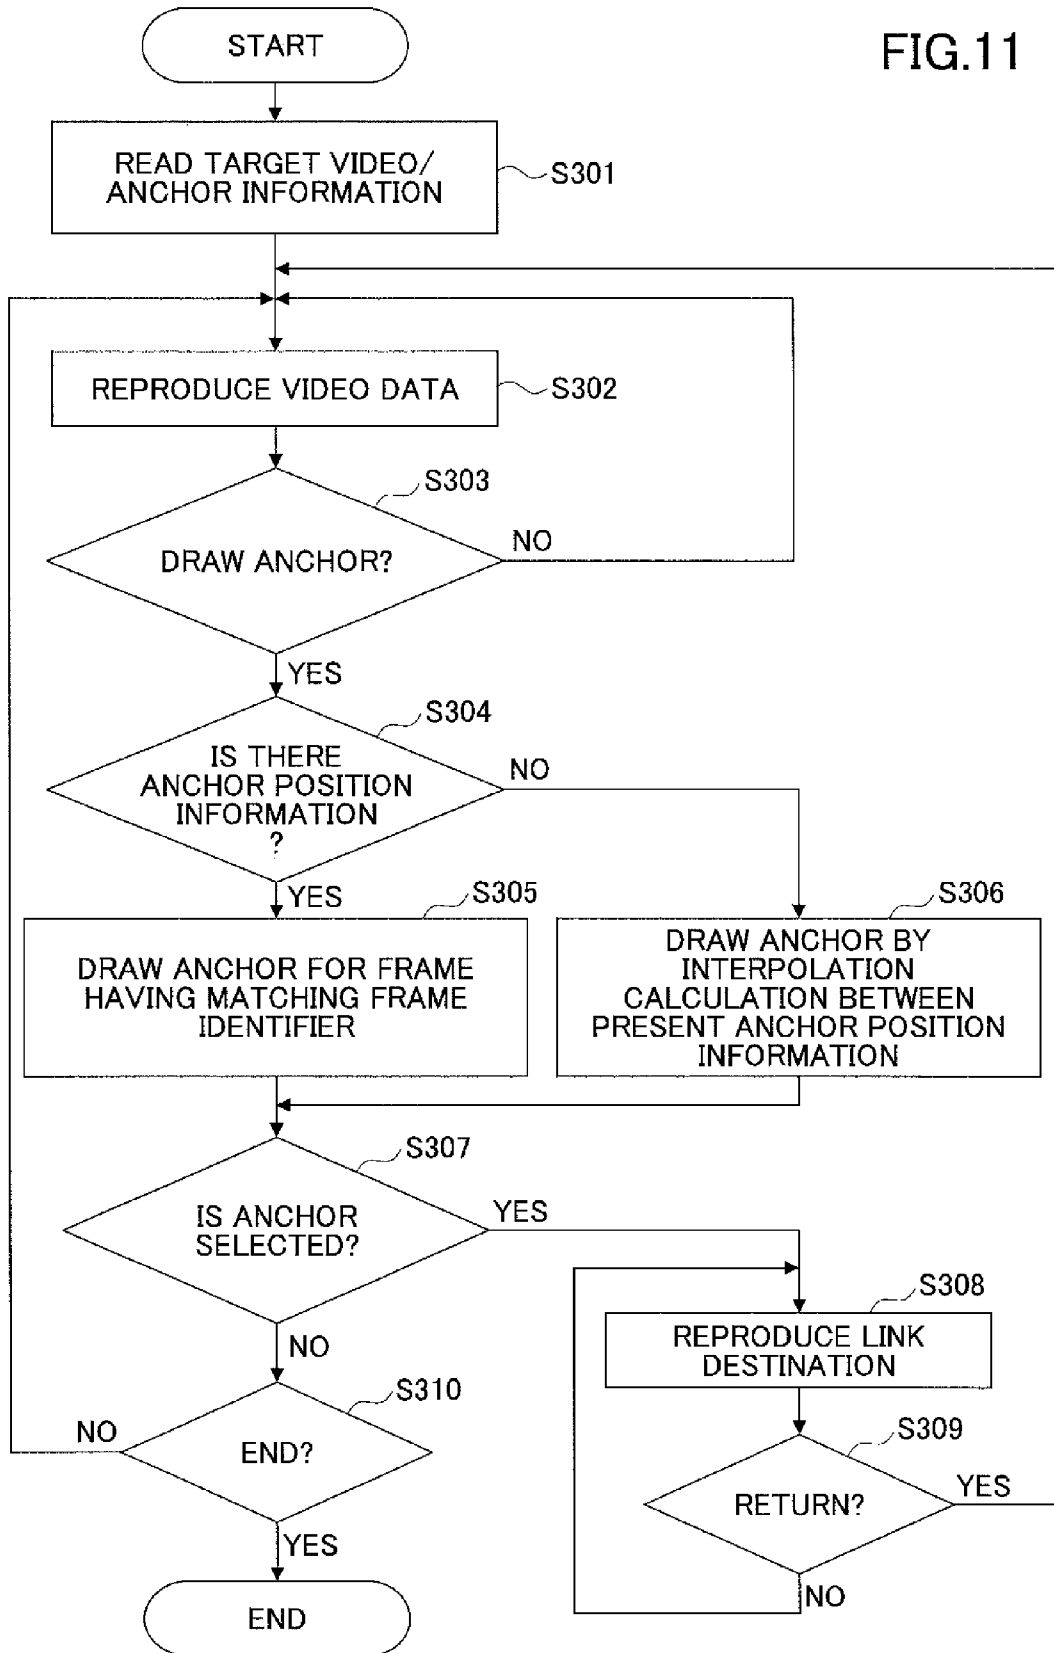 START
FIG.11
READ TARGET VIDEO/
ANCHOR INFORMATION
S301
REPRODUCE VIDEO DATA
S302
S303
DRAW ANCHOR?
NO
YES
S304
IS THERE
ANCHOR POSITION
INFORMATION
?
NO
YES
S305
DRAW ANCHOR FOR FRAME
HAVING MATCHING FRAME
IDENTIFIER
S306
DRAW ANCHOR BY
INTERPOLATION
CALCULATION BETWEEN
PRESENT ANCHOR POSITION
INFORMATION
S307
IS ANCHOR
SELECTED?
YES
NO
S308
REPRODUCE LINK
DESTINATION
S309
RETURN?
YES
NO
S310
END?
NO
YES
END